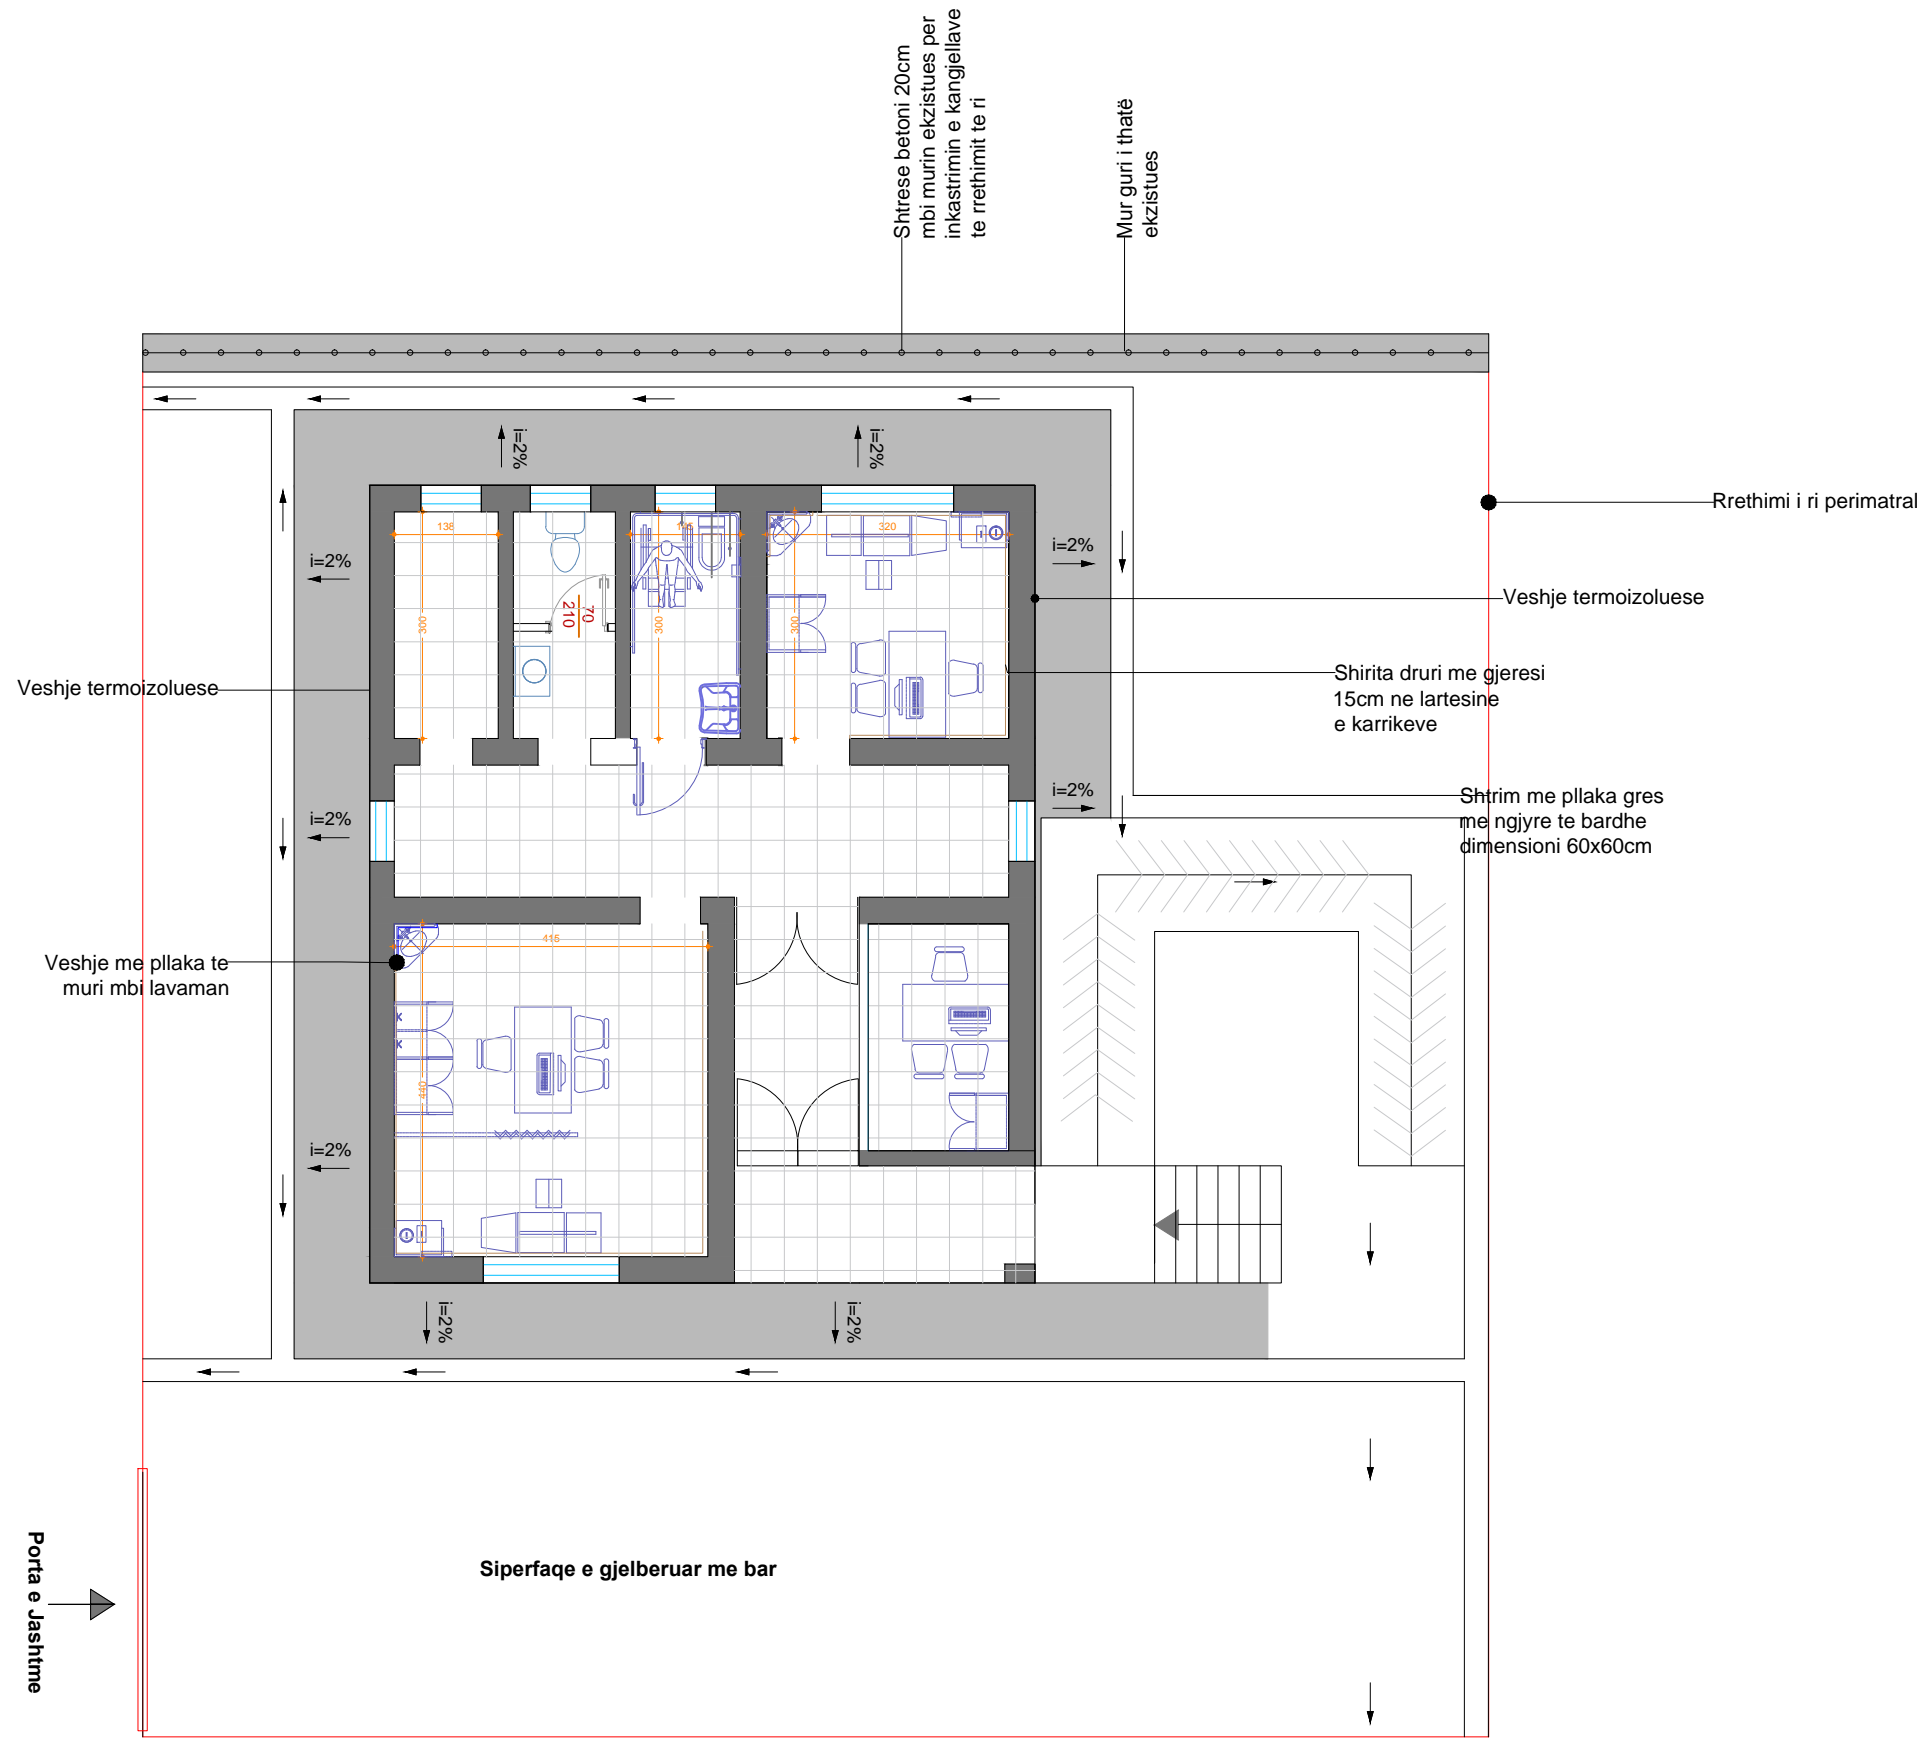 Shtrese betoni 20cm
mbi murin ekzistues per
inkastrimin e kangjellave
te rrethimit te ri
Mur guri i thatë
ekzistues
i=2%
i=2%
Rrethimi i ri perimatral
138
320
i=2%
i=2%
Veshje termoizoluese
70
210
300
300
300
Veshje termoizoluese
Shirita druri me gjeresi
15cm ne lartesine
e karrikeve
i=2%
i=2%
Shtrim me pllaka gres
me ngjyre te bardhe
dimensioni 60x60cm
415
Veshje me pllaka te
muri mbi lavaman
440
i=2%
i=2%
i=2%
Siperfaqe e gjelberuar me bar
Porta e Jashtme